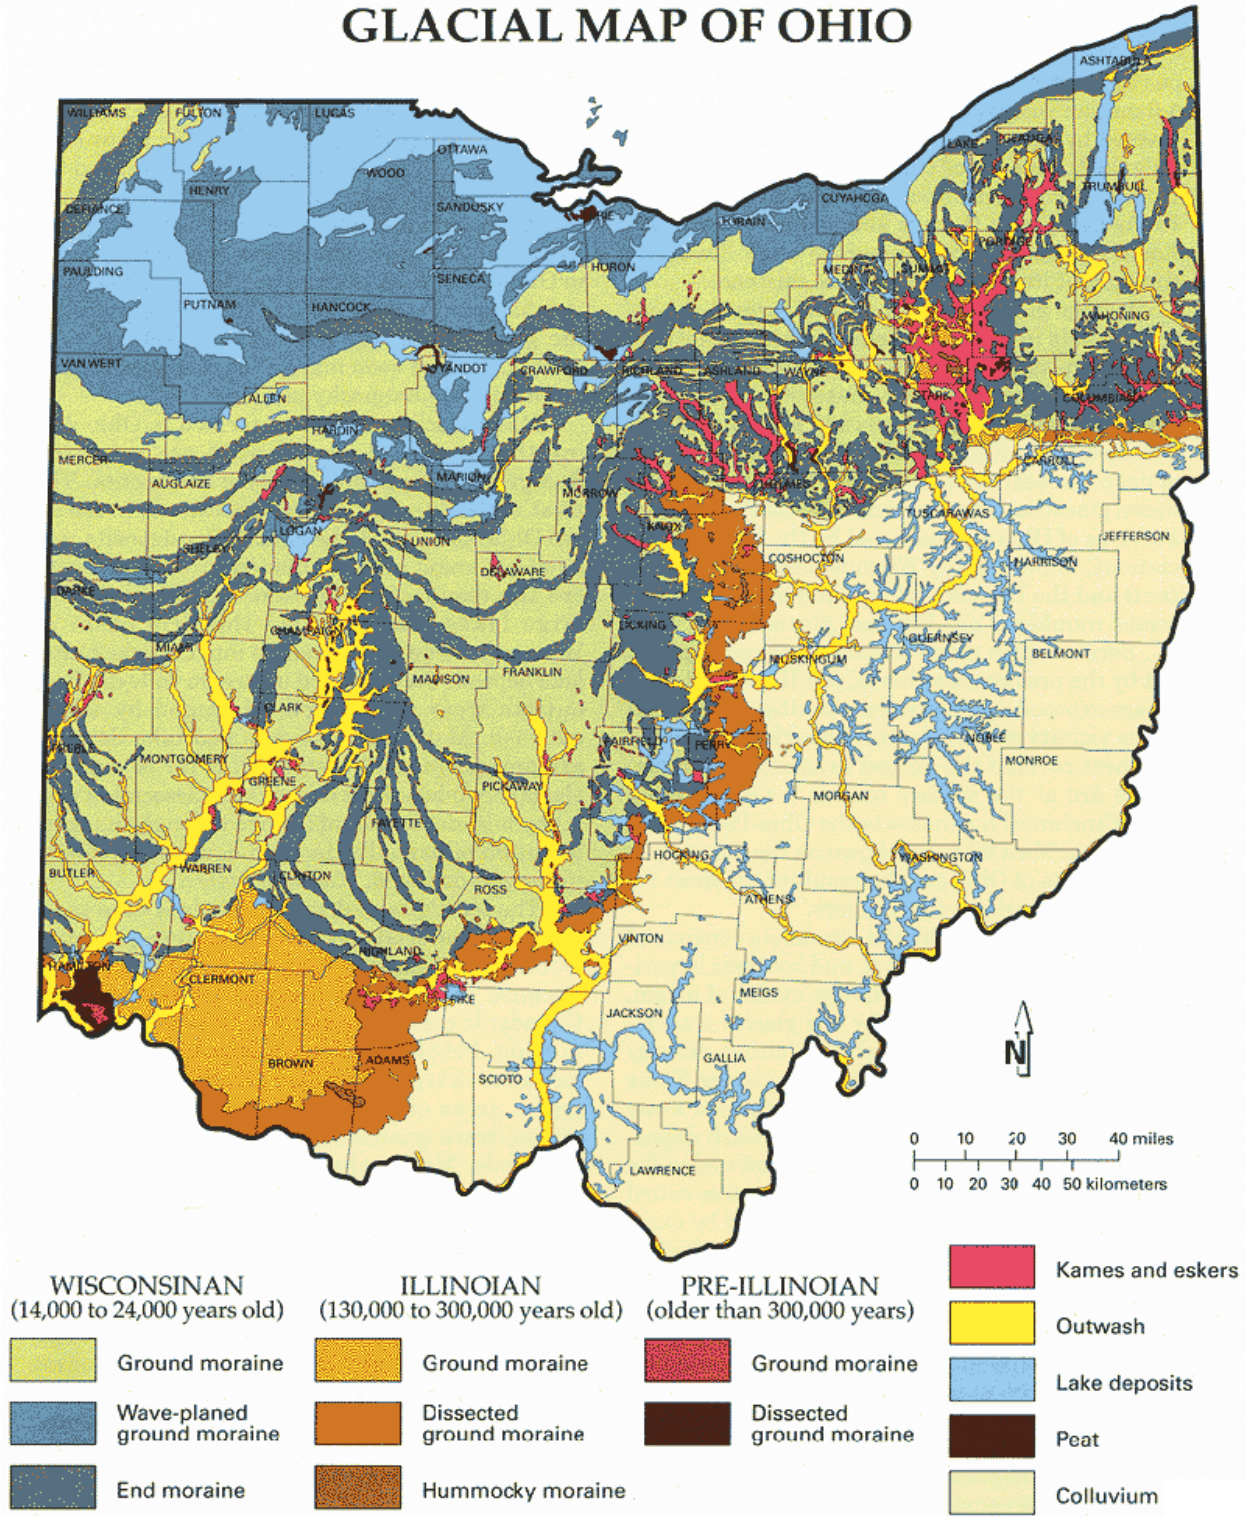 GLACIAL MAP OF OHIO
ASHTABULA
WILLIAMS
FULTON
LUCAS
OTTAWA
LAKE
GEAUGA
WOOD
HENRY
TRUMBULL
CUYAHOGA
DEFIANCE
SANDUSKY
ERIE
LORAIN
PORTAGE
PAULDING
SENECA
HURON
MEDINA
SUMMIT
PUTNAM
HANCOCK
MAHONING
VAN WERT
WYANDOT
CRAWFORD
RICHLAND
ASHLAND
WAYNE
ALLEN
STARK
COLUMBIANA
HARDIN
MERCER
CARROLL
AUGLAIZE
MARION
MORROW
HOLMES
TUSCARAWAS
LOGAN
KNOX
JEFFERSON
UNION
SHELBY
COSHOCTON
HARRISON
DELAWARE
DARKE
CHAMPAIGN
LICKING
GUERNSEY
MIAMI
MUSKINGUM
BELMONT
FRANKLIN
MADISON
CLARK
NOBLE
PREBLE
FAIRFIELD
PERRY
MONTGOMERY
MONROE
GREENE
PICKAWAY
MORGAN
FAYETTE
HOCKING
WASHINGTON
BUTLER
WARREN
CLINTON
ROSS
ATHENS
VINTON
HIGHLAND
HAMILTON
CLERMONT
PIKE
MEIGS
JACKSON
BROWN
ADAMS
GALLIA
SCIOTO
LAWRENCE
N
0 10 20 30 40 miles
0 10 20 30 40 50 kilometers
WISCONSINAN
(14,000 to 24,000 years old)
Ground moraine
Wave-planed
ground moraine
End moraine
ILLINOIAN
(130,000 to 300,000 years old)
Ground moraine
Dissected
ground moraine
Hummocky moraine
PRE-ILLINOIAN
(older than 300,000 years)
Ground moraine
Dissected
ground moraine
Kames and eskers
Outwash
Lake deposits
Peat
Colluvium